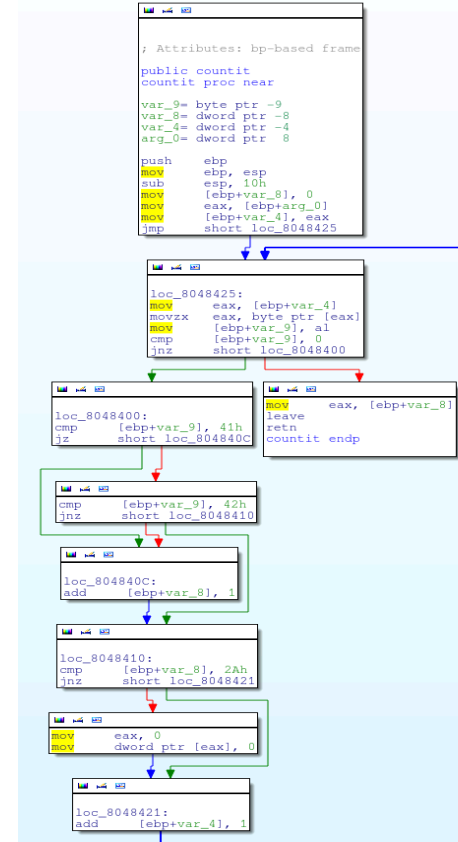 ; Attributes: bp-based frame
public countit
countit proc near
var_9= byte ptr -9
var_8= dword ptr -8
var_4= dword ptr -4
arg_0= dword ptr  8
push    ebp
mov     ebp, esp
sub     esp, 10h
mov     [ebp+var_8], 0
mov     eax, [ebp+arg_0]
mov     [ebp+var_4], eax
jmp     short loc_8048425
loc_8048425:
mov     eax, [ebp+var_4]
movzx   eax, byte ptr [eax]
mov     [ebp+var_9], al
cmp     [ebp+var_9], 0
jnz     short loc_8048400
loc_8048400:
cmp     [ebp+var_9], 41h
jz      short loc_804840C
mov     eax, [ebp+var_8]
leave
retn
countit endp
cmp     [ebp+var_9], 42h
jnz     short loc_8048410
loc_804840C:
add     [ebp+var_8], 1
loc_8048410:
cmp     [ebp+var_8], 2Ah
jnz     short loc_8048421
mov     eax, 0
mov     dword ptr [eax], 0
loc_8048421:
add     [ebp+var_4], 1